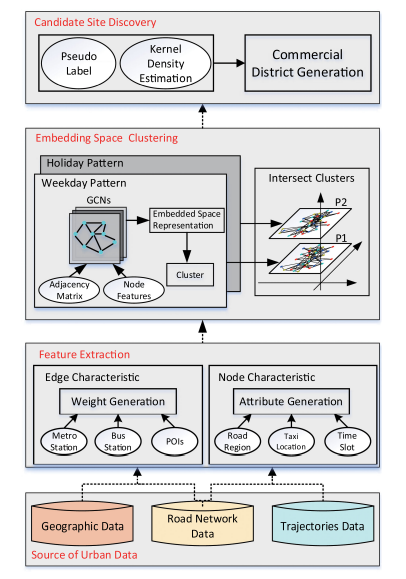 Candidate Site Discovery
Pseudo
Label
Kernel
Density
Estimation
Commercial
District Generation
Embedding Space Clustering
Holiday Pattern
Weekday Pattern
GCNs
Embedded Space
Representation
Cluster
Adjacency
Matrix
Node
Features
Intersect Clusters
P2
P1
Feature Extraction
Edge Characteristic
Weight Generation
Metro
Station
Bus
Station
POIs
Node Characteristic
Attribute Generation
Road
Region
Taxi
Location
Time
Slot
Geographic Data
Road Network
Data
Trajectories Data
Source of Urban Data